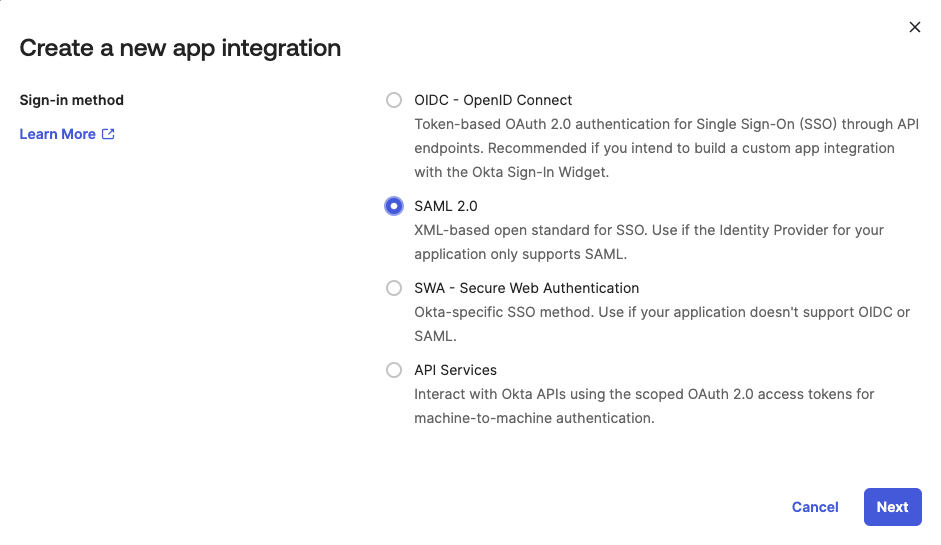 Create a new app integration
Sign-in method
Learn More
OIDC - OpenID Connect
Token-based OAuth 2.0 authentication for Single Sign-On (SSO) through API
endpoints. Recommended if you intend to build a custom app integration
with the Okta Sign-In Widget.
SAML 2.0
XML-based open standard for SSO. Use if the Identity Provider for your
application only supports SAML.
SWA - Secure Web Authentication
Okta-specific SSO method. Use if your application doesn't support OIDC or
SAML.
API Services
Interact with Okta APIs using the scoped OAuth 2.0 access tokens for
machine-to-machine authentication.
Cancel
Next